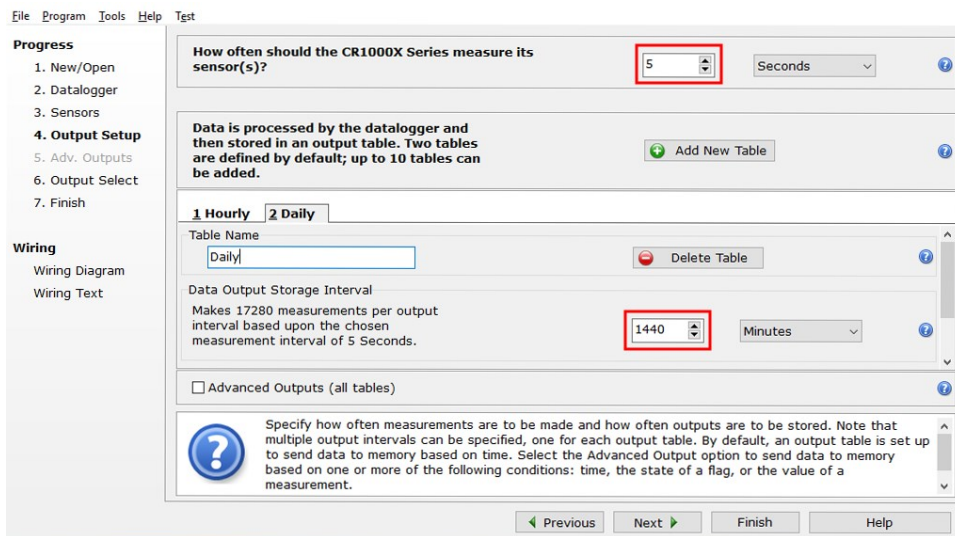 File Program Tools Help Test
Progress
1. New/Open
2. Datalogger
3. Sensors
4. Output Setup
5. Adv. Outputs
6. Output Select
7. Finish
Wiring
Wiring Diagram
Wiring Text
How often should the CR1000X Series measure its
sensor(s)?
5
Seconds
Data is processed by the datalogger and
then stored in an output table. Two tables
are defined by default; up to 10 tables can
be added.
Add New Table
1 Hourly 2 Daily
Table Name
Daily
Delete Table
Data Output Storage Interval
Makes 17280 measurements per output
interval based upon the chosen
measurement interval of 5 Seconds.
1440
Minutes
Advanced Outputs (all tables)
Specify how often measurements are to be made and how often outputs are to be stored. Note that
multiple output intervals can be specified, one for each output table. By default, an output table is set up
to send data to memory based on time. Select the Advanced Output option to send data to memory
based on one or more of the following conditions: time, the state of a flag, or the value of a
measurement.
Previous Next Finish Help